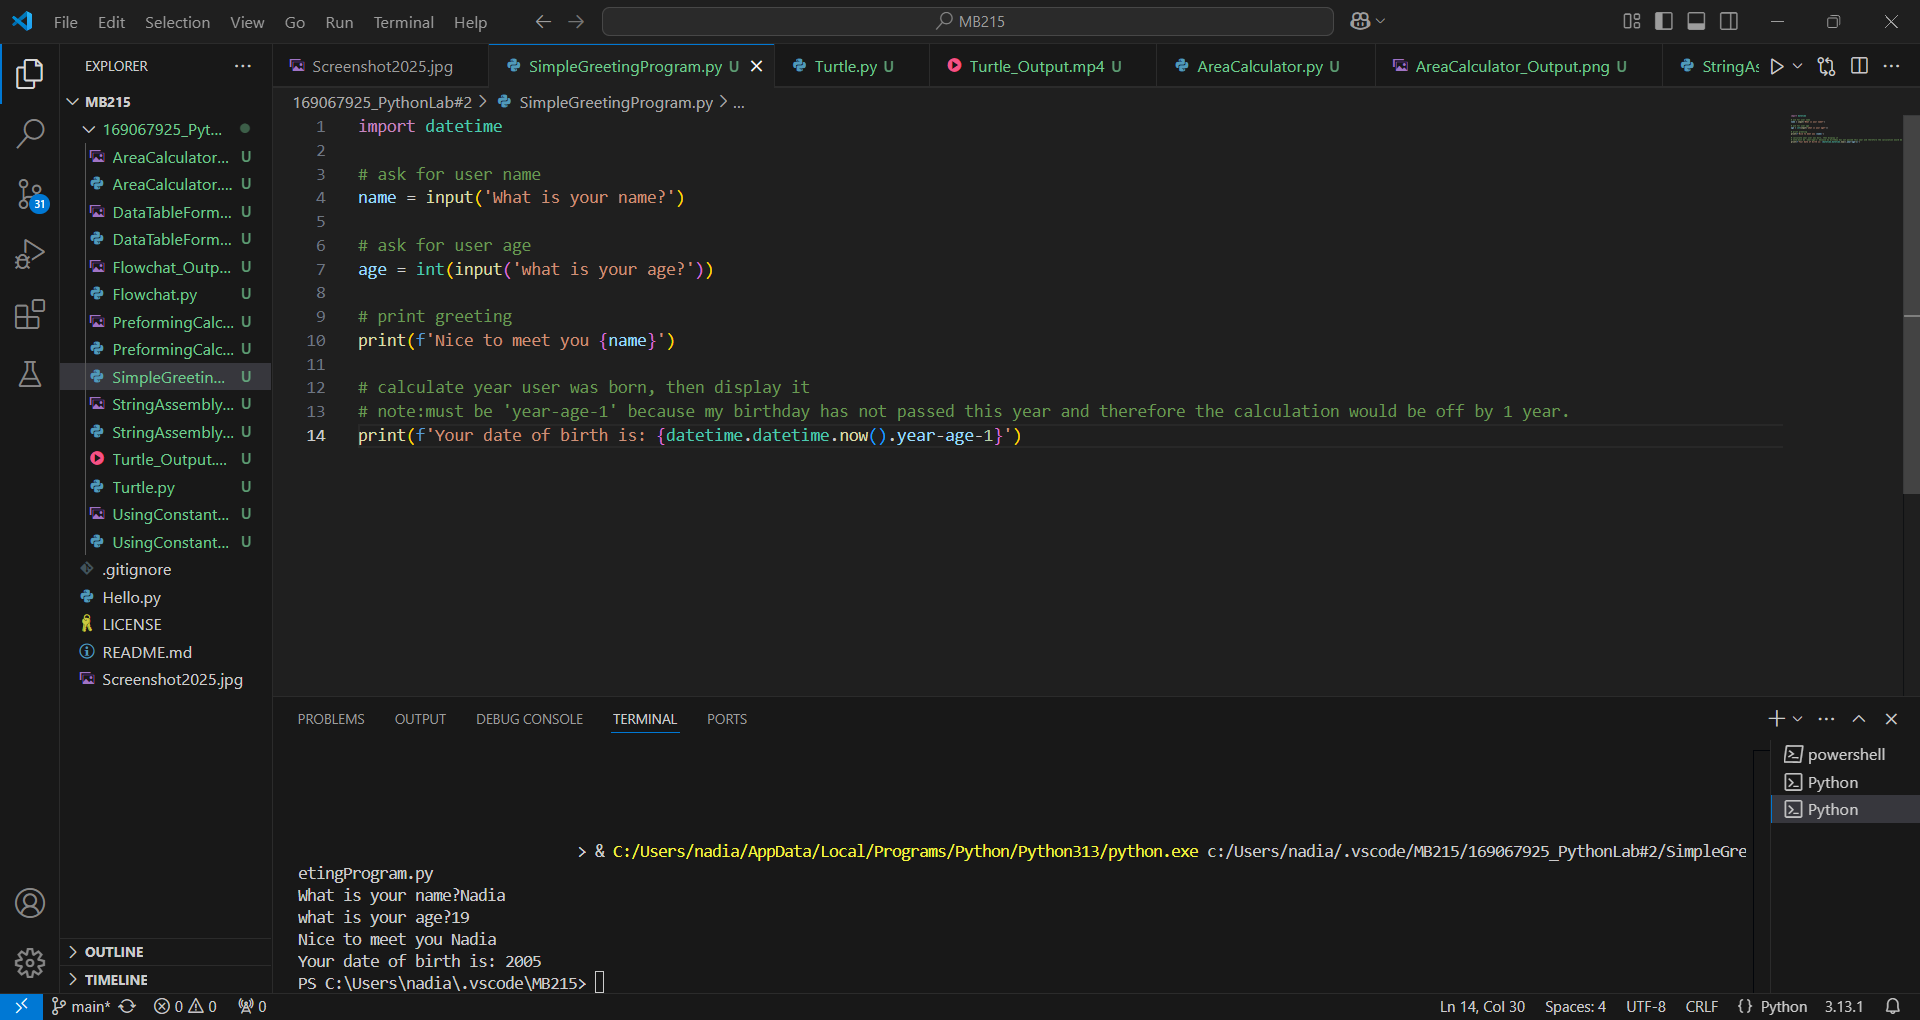 File Edit Selection View Go Run Terminal Help MB215
EXPLORER
Screenshot2025.jpg SimpleGreetingProgram.py U Turtle.py U Turtle_Output.mp4 U AreaCalculator.py U AreaCalculator_Output.png U StringAs
MB215
169067925_Pyt...
AreaCalculator... U
AreaCalculator.... U
DataTableForm... U
DataTableForm... U
Flowchat_Outp... U
Flowchat.py U
PreformingCalc... U
PreformingCalc... U
SimpleGreetin... U
StringAssembly... U
StringAssembly... U
Turtle_Output.... U
Turtle.py U
UsingConstant... U
UsingConstant... U
.gitignore
Hello.py
LICENSE
README.md
Screenshot2025.jpg
OUTLINE
TIMELINE
31
169067925_PythonLab#2 > SimpleGreetingProgram.py > ...
1 import datetime
2
3 # ask for user name
4 name = input('What is your name?')
5
6 # ask for user age
7 age = int(input('what is your age?'))
8
9 # print greeting
10 print(f'Nice to meet you {name}')
11
12 # calculate year user was born, then display it
13 # note:must be 'year-age-1' because my birthday has not passed this year and therefore the calculation would be off by 1 year.
14 print(f'Your date of birth is: {datetime.datetime.now().year-age-1}')
PROBLEMS OUTPUT DEBUG CONSOLE TERMINAL PORTS
powershell
Python
Python
> & C:/Users/nadia/AppData/Local/Programs/Python/Python313/python.exe c:/Users/nadia/.vscode/MB215/169067925_PythonLab#2/SimpleGre
etingProgram.py
What is your name?Nadia
what is your age?19
Nice to meet you Nadia
Your date of birth is: 2005
PS C:\Users\nadia\.vscode\MB215>
main* 0 0 0 Ln 14, Col 30 Spaces: 4 UTF-8 CRLF {} Python 3.13.1